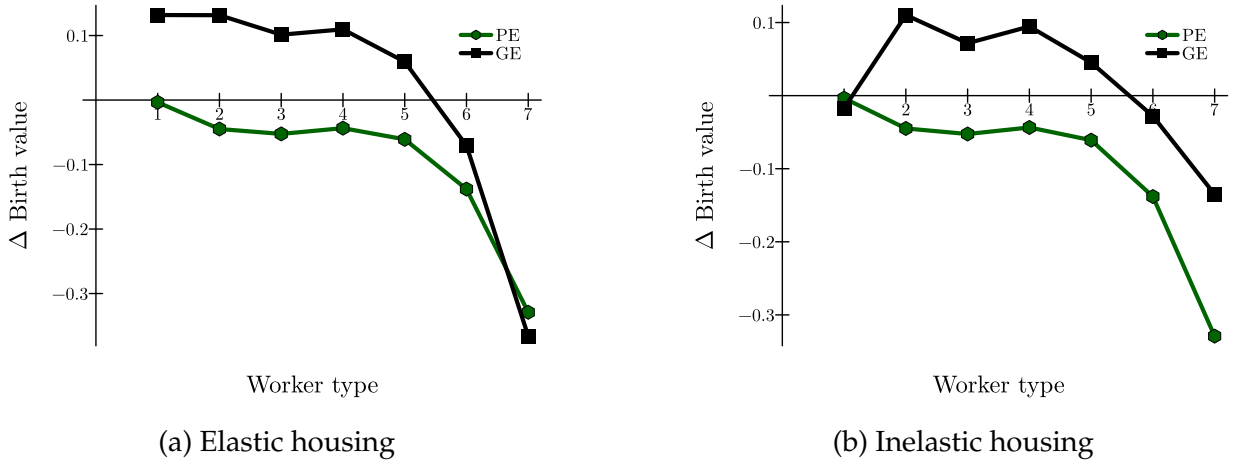 0.1
−0.1
−0.2
−0.3
1
2
3
4
5
6
7
PE
GE
Δ Birth value
Worker type
(a) Elastic housing
0.1
−0.1
−0.2
−0.3
2
3
4
5
6
7
PE
GE
Δ Birth value
Worker type
(b) Inelastic housing